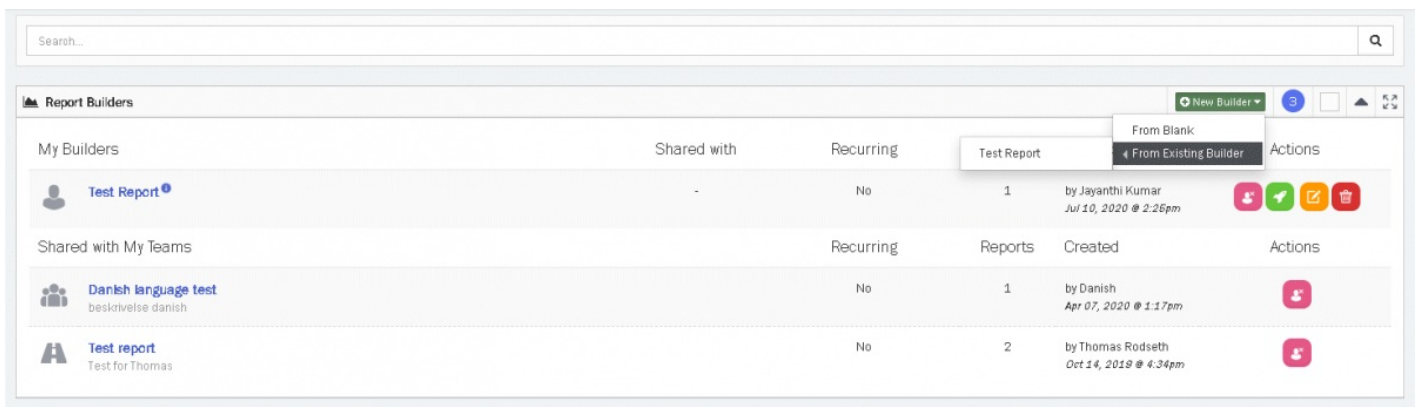 Search...
Report Builders
New Builder
3
From Blank
From Existing Builder
Test Report
My Builders
Shared with
Recurring
Actions
Test Report
-
No
1
by Jayanthi Kumar
Jul 10, 2020 @ 2:25pm
Shared with My Teams
Recurring
Reports
Created
Actions
Danish language test
beskrivelse danish
No
1
by Danish
Apr 07, 2020 @ 1:17pm
Test report
Test for Thomas
No
2
by Thomas Rodseth
Oct 14, 2019 @ 4:34pm